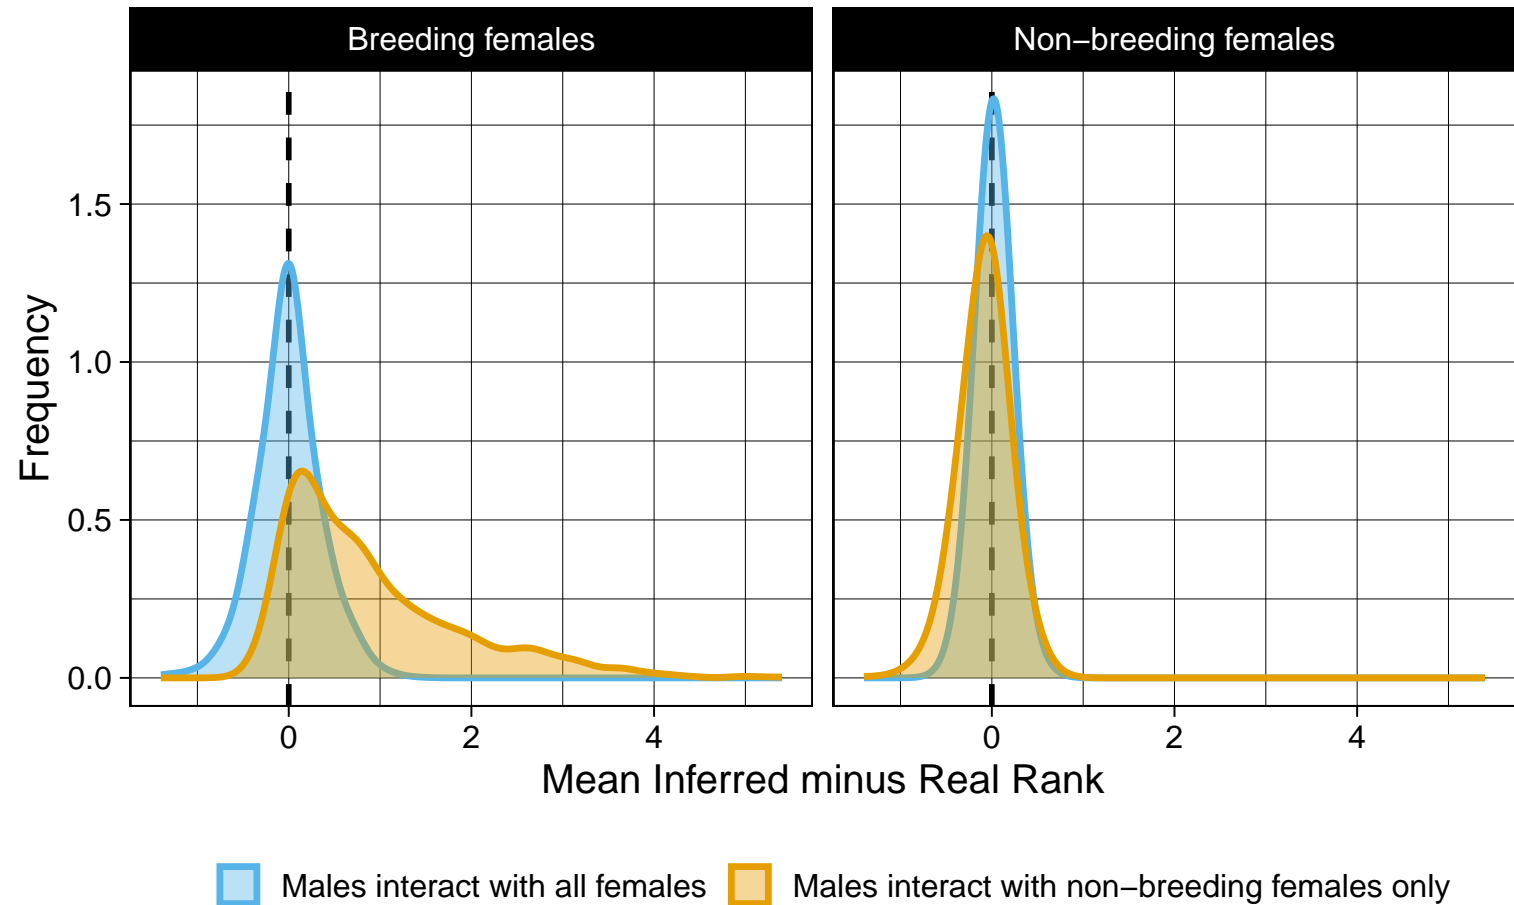 Breeding females
Non−breeding females
Frequency
1.5
1.0
0.5
0.0
0 2 4
0 2 4
Mean Inferred minus Real Rank
Males interact with all females
Males interact with non−breeding females only